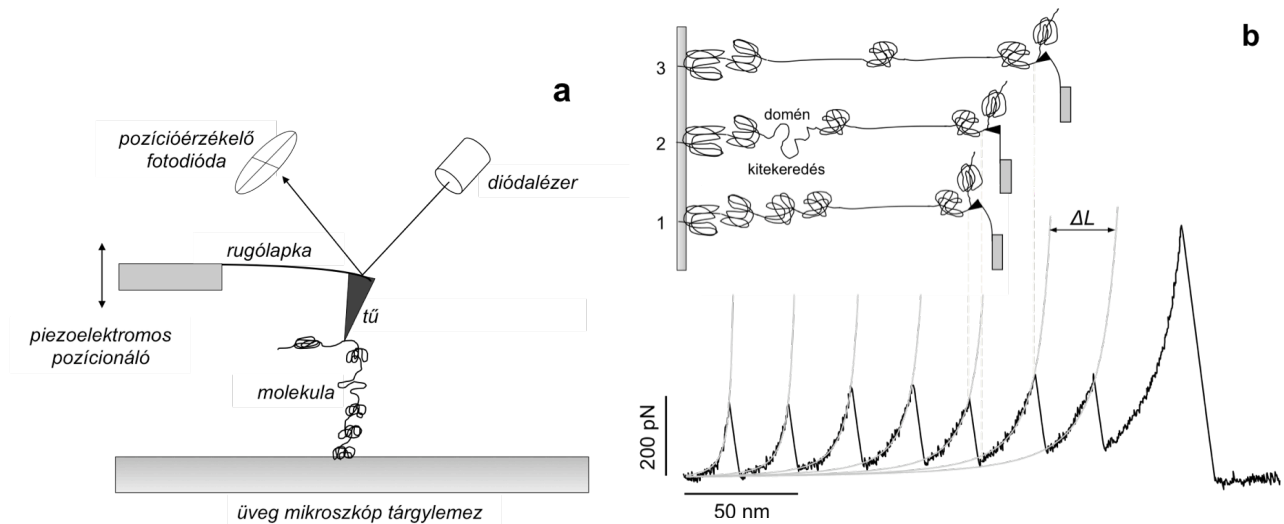 a
pozícióérzékelő
fotodióda
diódalézer
rugólapka
tű
piezoelektromos
pozícionáló
molekula
üveg mikroszkóp tárgylemez
b
3
domén
2
kitekeredés
1
ΔL
200 pN
50 nm